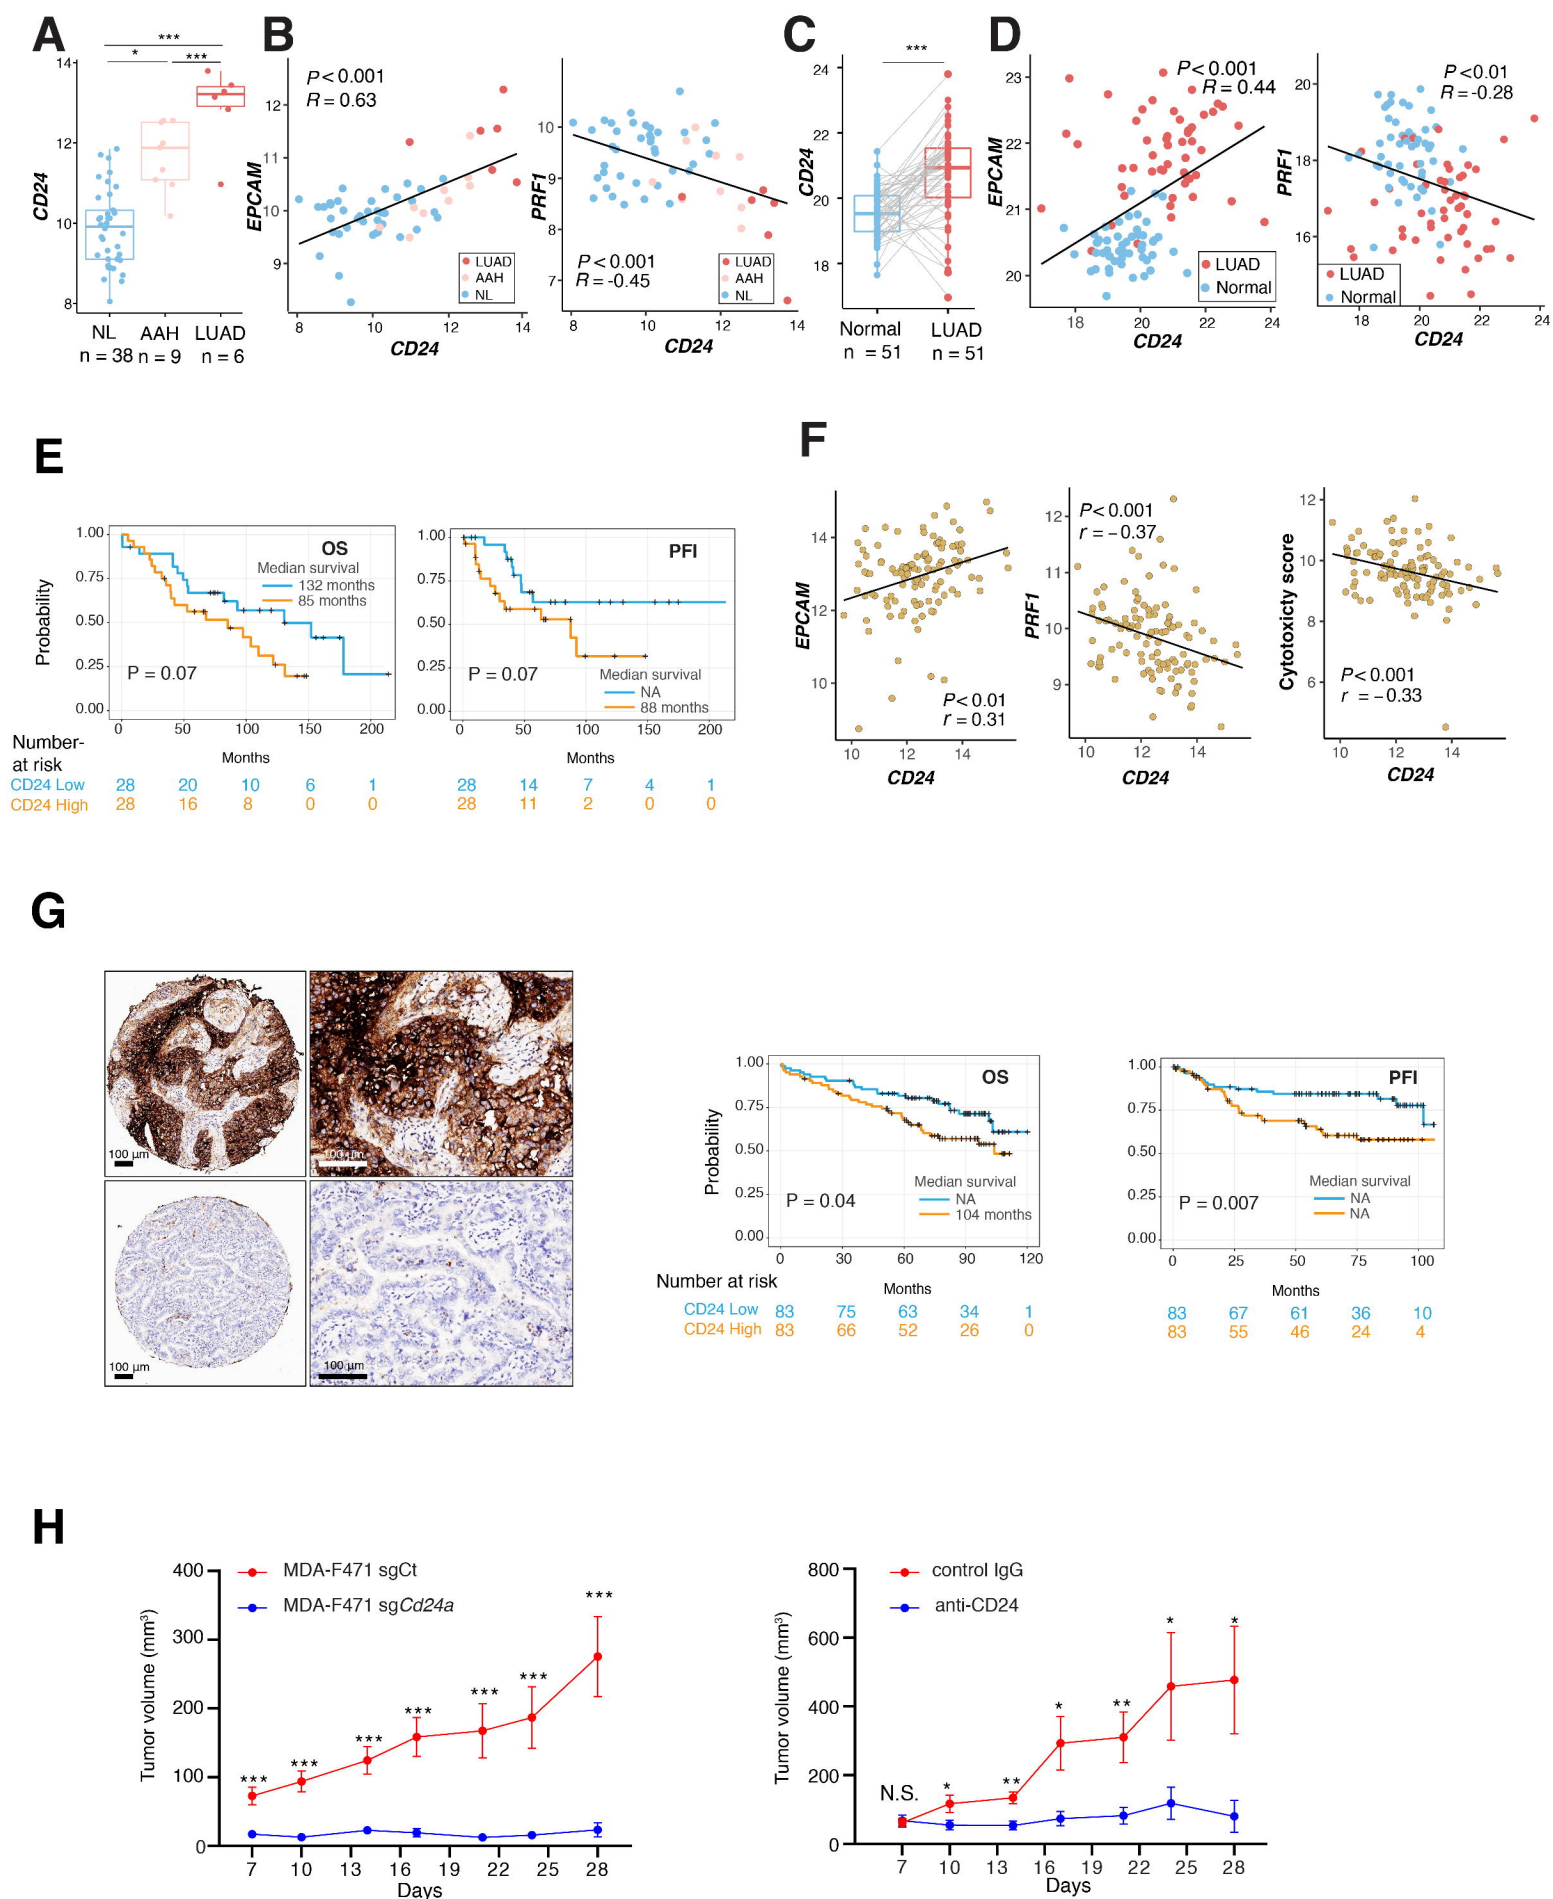 A
***
*
***
14
12
10
8
CD24
NL
AAH
LUAD
n = 38
n = 9
n = 6
B
P < 0.001
R = 0.63
12
11
10
9
EPCAM
LUAD
AAH
NL
8
10
12
14
CD24
10
9
8
7
PRF1
P < 0.001
R = -0.45
LUAD
AAH
NL
8
10
12
14
CD24
C
***
24
22
20
18
CD24
Normal
LUAD
n = 51
n = 51
D
P < 0.001
R = 0.44
23
22
21
20
EPCAM
LUAD
Normal
18
20
22
24
CD24
P < 0.01
R = -0.28
20
18
16
PRF1
LUAD
Normal
18
20
22
24
CD24
E
1.00
0.75
0.50
0.25
0.00
Probability
OS
Median survival
132 months
85 months
P = 0.07
0
50
100
150
200
Months
Number-
at risk
CD24 Low
28
20
10
6
1
CD24 High
28
16
8
0
0
1.00
0.75
0.50
0.25
0.00
PFI
P = 0.07
Median survival
NA
88 months
0
50
100
150
200
Months
28
14
7
4
1
28
11
2
0
0
F
14
12
10
EPCAM
P < 0.01
r = 0.31
10
12
14
CD24
12
11
10
9
PRF1
P < 0.001
r = -0.37
10
12
14
CD24
12
10
8
6
Cytotoxicty score
P < 0.001
r = -0.33
10
12
14
CD24
G
100 µm
100 µm
100 µm
100 µm
1.00
0.75
0.50
0.25
0.00
Probability
OS
Median survival
NA
104 months
P = 0.04
0
30
60
90
120
Months
Number at risk
CD24 Low
83
75
63
34
1
CD24 High
83
66
52
26
0
1.00
0.75
0.50
0.25
0.00
PFI
Median survival
NA
NA
P = 0.007
0
25
50
75
100
Months
83
67
61
36
10
83
55
46
24
4
H
MDA-F471 sgCt
MDA-F471 sgCd24a
400
300
200
100
0
Tumor volume (mm³)
***
***
***
***
***
***
***
7
10
13
16
19
22
25
28
Days
control IgG
anti-CD24
800
600
400
200
0
Tumor volume (mm³)
N.S.
*
**
*
**
*
*
7
10
13
16
19
22
25
28
Days